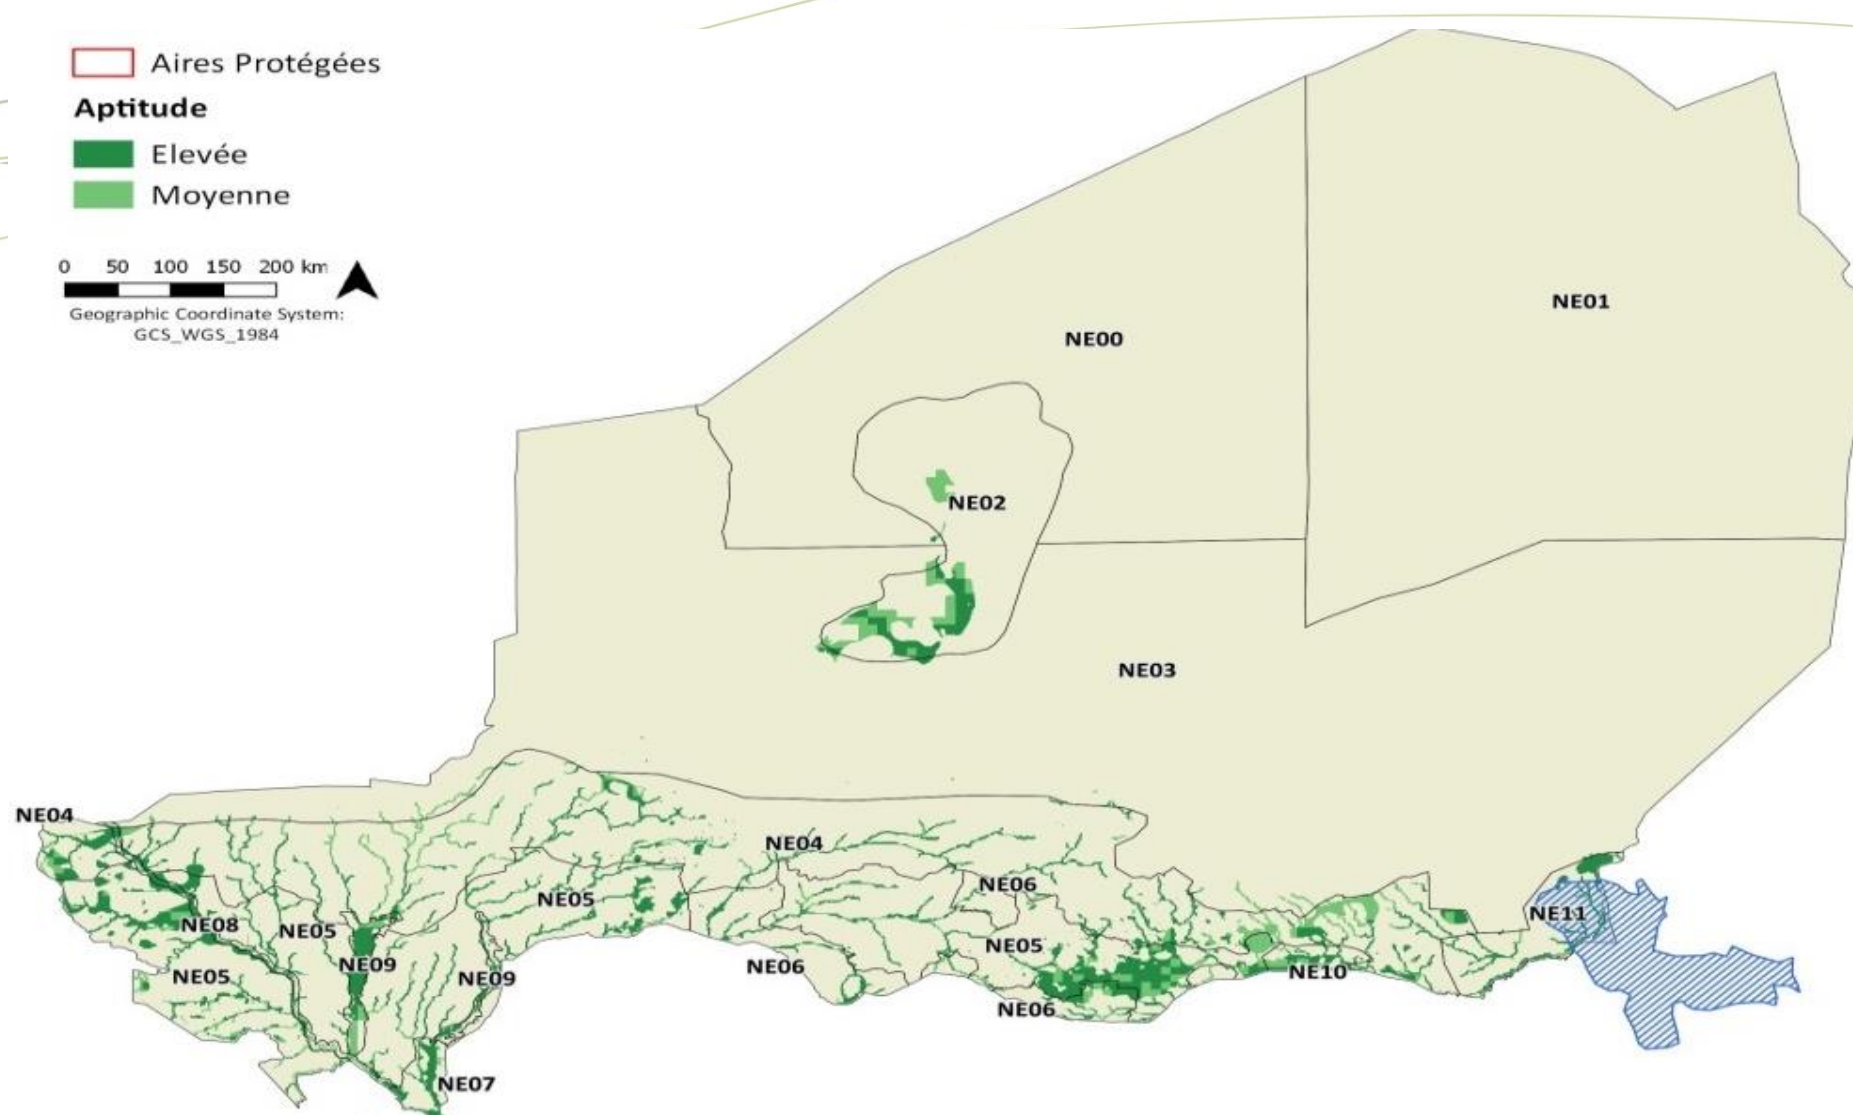 Aires Protégées
Aptitude
Elevée
Moyenne
0 50 100 150 200 km
Geographic Coordinate System:
GCS_WGS_1984
NE01
NE00
NE02
NE03
NE04
NE04
NE06
NE05
NE08
NE05
NE11
NE05
NE09
NE06
NE10
NE05
NE09
NE06
NE07